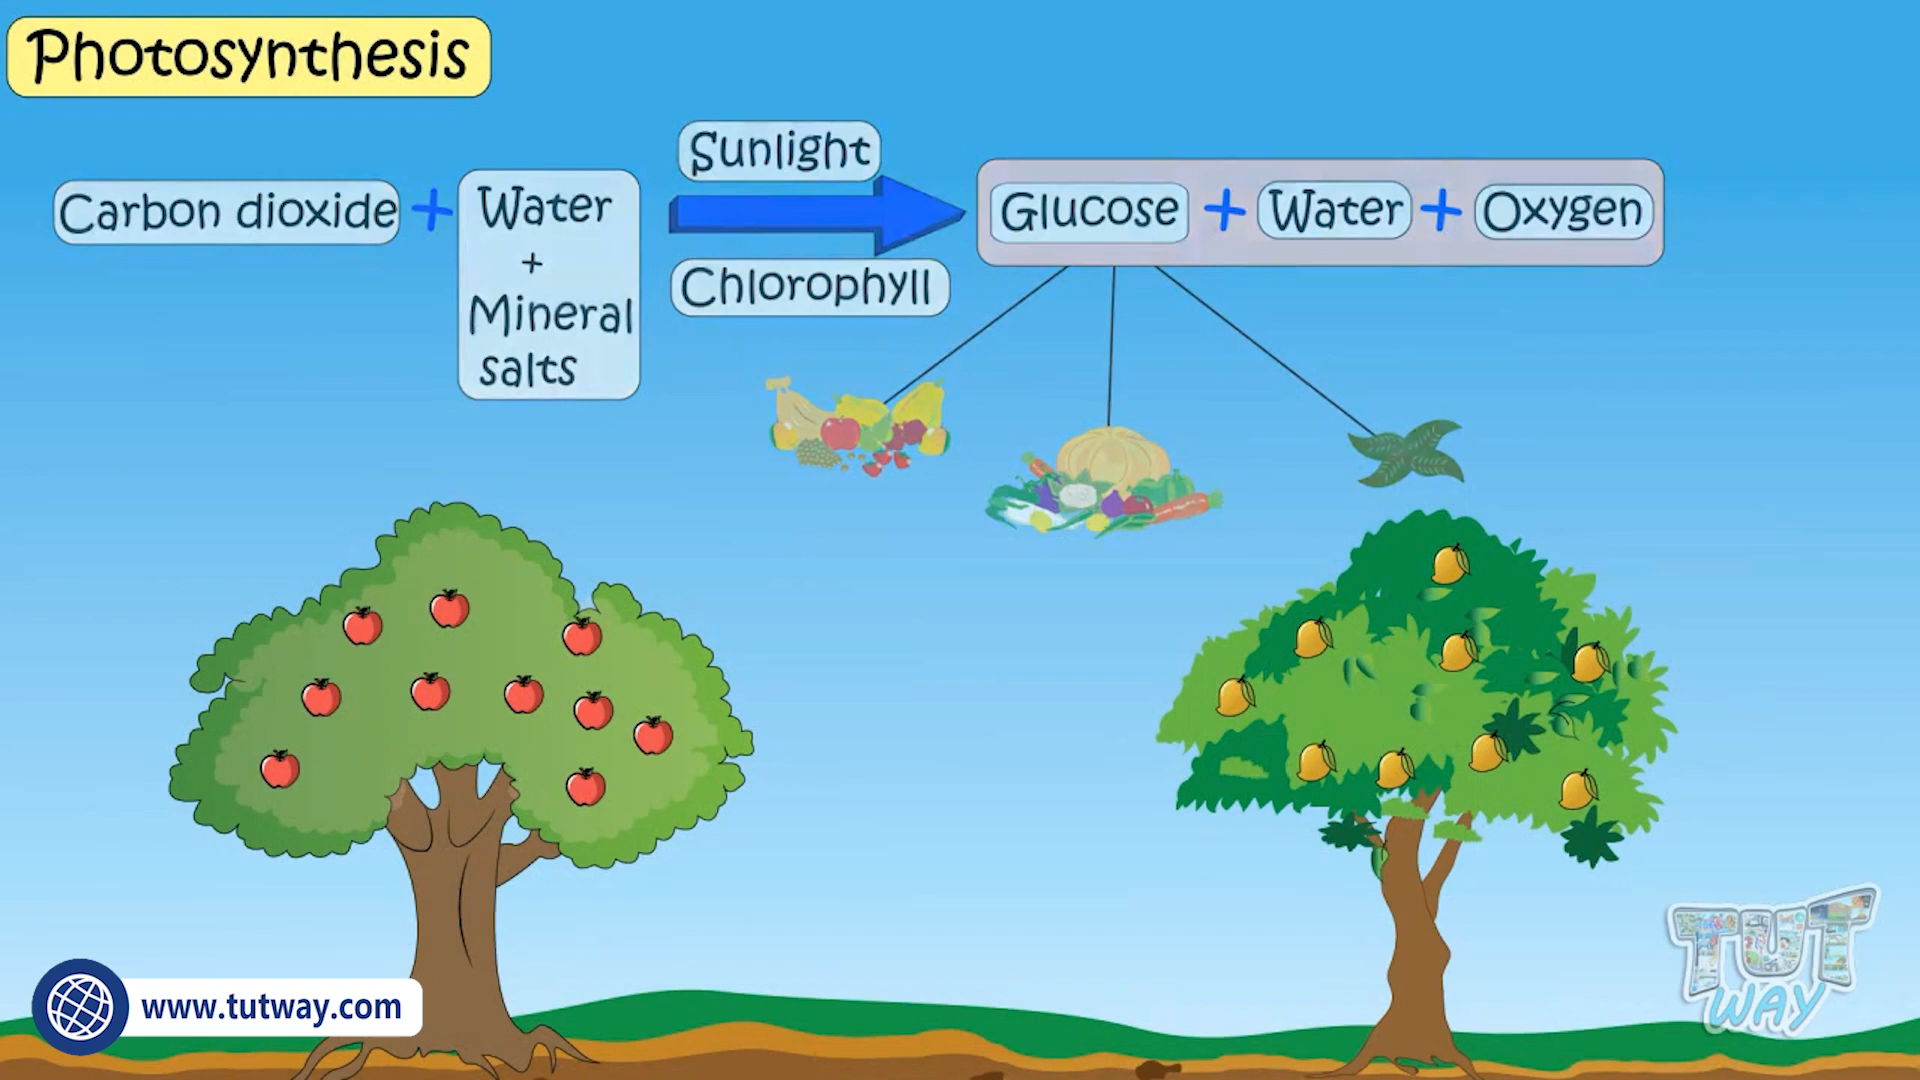 Photosynthesis
Sunlight
Carbon dioxide + Water
+
Mineral
salts
Chlorophyll
Glucose + Water + Oxygen
www.tutway.com
TUT
WAY